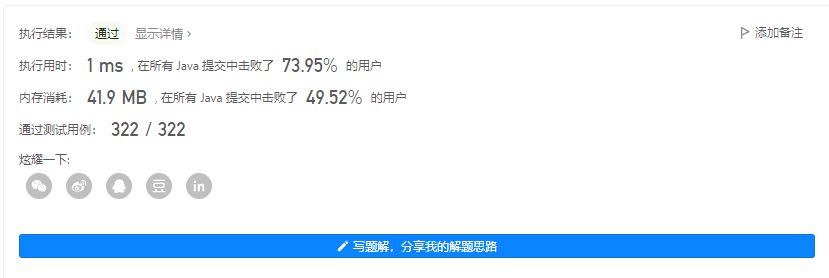 执行结果： 通过 显示详情 › 添加备注
执行用时： 1 ms , 在所有 Java 提交中击败了 73.95% 的用户
内存消耗： 41.9 MB , 在所有 Java 提交中击败了 49.52% 的用户
通过测试用例： 322 / 322
炫耀一下:
豆 in
写题解，分享我的解题思路